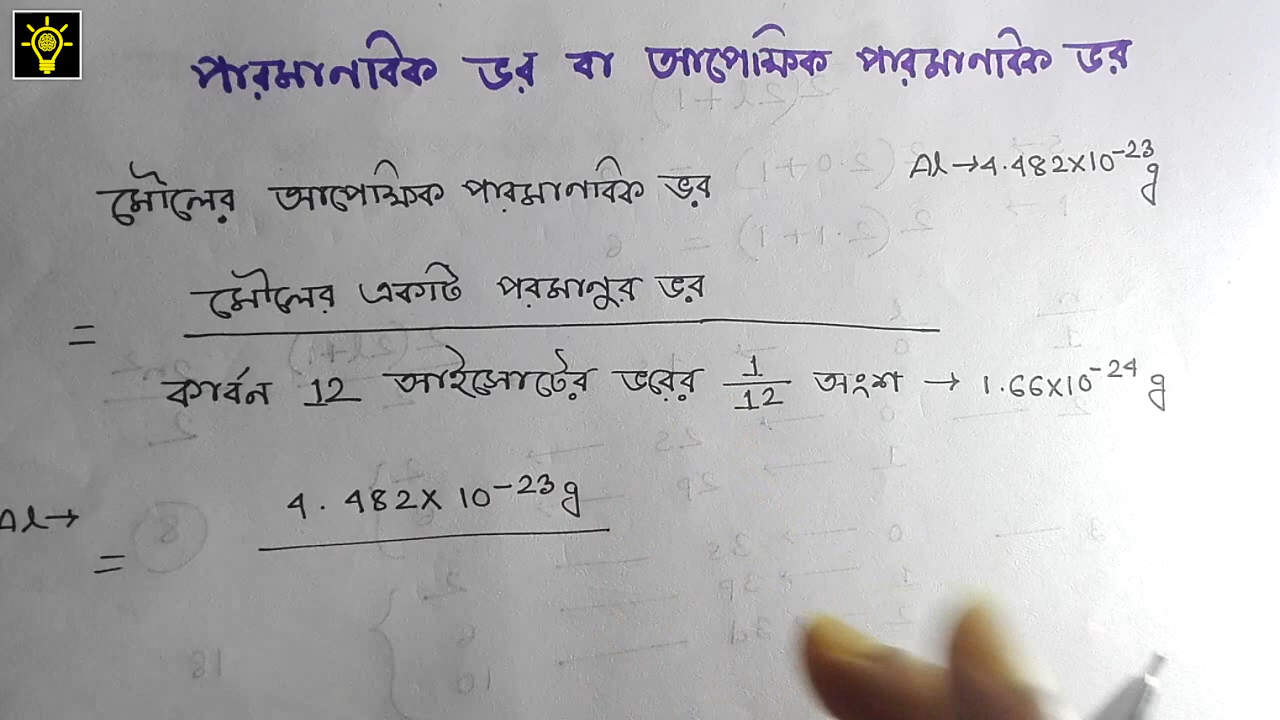 পারমানবিক ভর বা আপেক্ষিক পারমানবিক ভর
Al→4.482×10⁻²³ g
মৌলের আপেক্ষিক পারমানবিক ভর
= মৌলের একটি পরমানুর ভর
কার্বন 12 আইসোটের ভরের 1/12 অংশ → 1.66×10⁻²⁴ g
Al→
= 4.482×10⁻²³ g